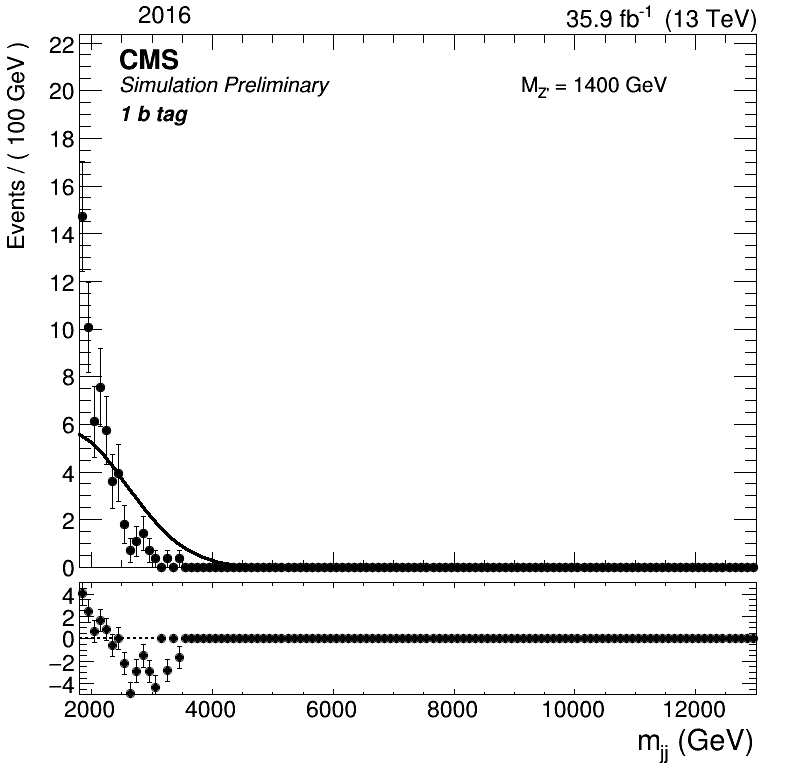 2016
35.9 fb⁻¹ (13 TeV)
Events / ( 100 GeV )
CMS
Simulation Preliminary
1 b tag
M_Z' = 1400 GeV
22
20
18
16
14
12
10
8
6
4
2
0
4
2
0
−2
−4
2000 4000 6000 8000 10000 12000
m_jj (GeV)